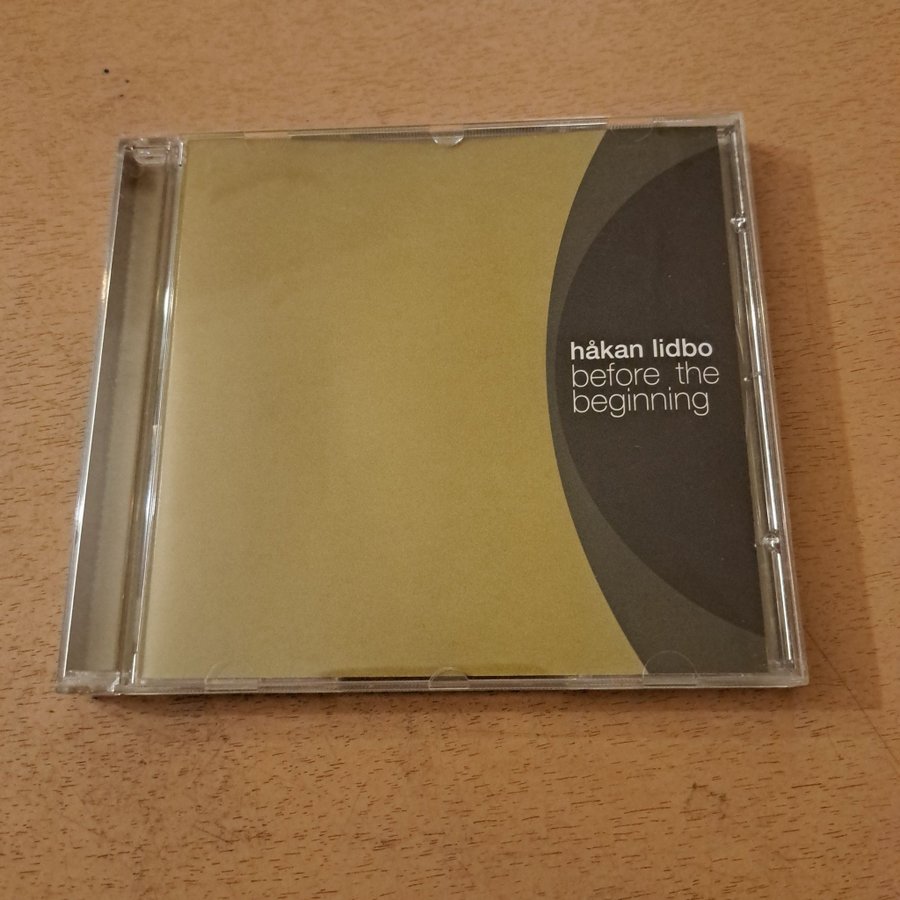 håkan lidbo
before the
beginning